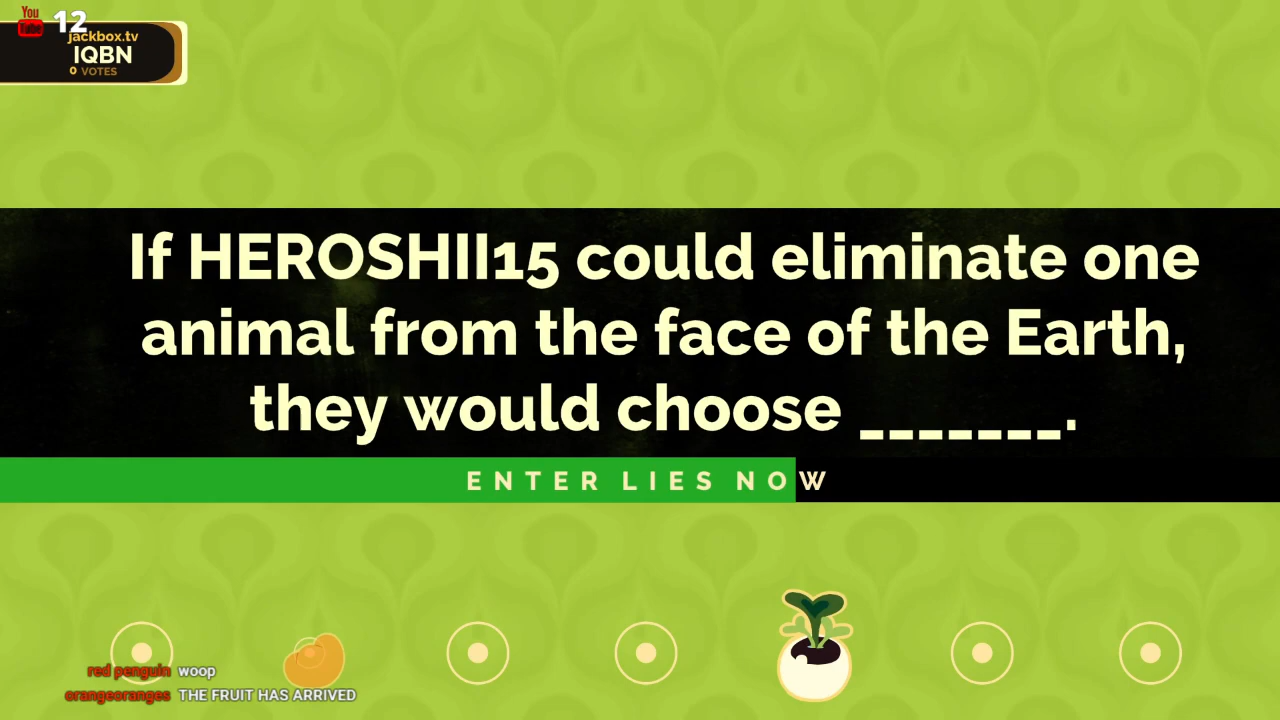 You
Tube
12
jackbox.tv
IQBN
0 VOTES
If HEROSHII15 could eliminate one
animal from the face of the Earth,
they would choose _______.
ENTER LIES NOW
red penguin woop
orangeoranges THE FRUIT HAS ARRIVED